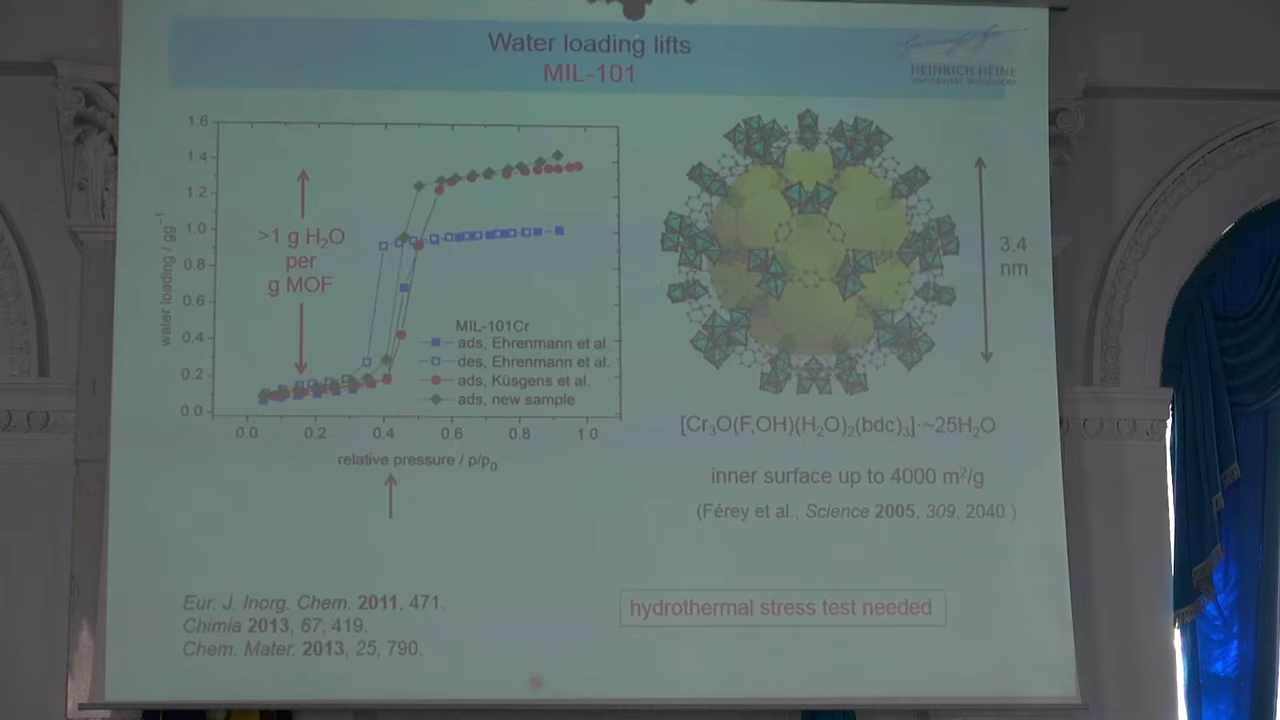 Water loading lifts
MIL-101
HEINRICH HEINE
1.6
1.4
1.2
1.0
0.8
0.6
0.4
0.2
0.0
water loading / gg⁻¹
>1 g H₂O
per
g MOF
MIL-101Cr
ads, Ehrenmann et al.
des, Ehrenmann et al.
ads, Küsgens et al.
ads, new sample
0.0 0.2 0.4 0.6 0.8 1.0
relative pressure / p/p₀
3.4
nm
[Cr₃O(F,OH)(H₂O)₂(bdc)₃]·~25H₂O
inner surface up to 4000 m²/g
(Férey et al., Science 2005, 309, 2040 )
Eur. J. Inorg. Chem. 2011, 471.
Chimia 2013, 67, 419.
Chem. Mater. 2013, 25, 790.
hydrothermal stress test needed